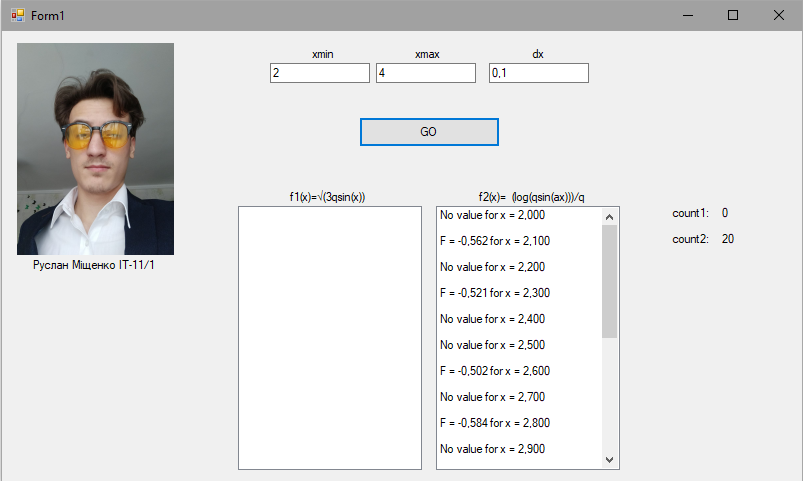 Form1
xmin xmax dx
2 4 0,1
GO
f1(x)=√(3qsin(x)) f2(x)= (log(qsin(ax)))/q
No value for x = 2,000
F = -0,562 for x = 2,100
No value for x = 2,200
F = -0,521 for x = 2,300
No value for x = 2,400
No value for x = 2,500
F = -0,502 for x = 2,600
No value for x = 2,700
F = -0,584 for x = 2,800
No value for x = 2,900
count1: 0
count2: 20
Руслан Міщенко ІТ-11/1